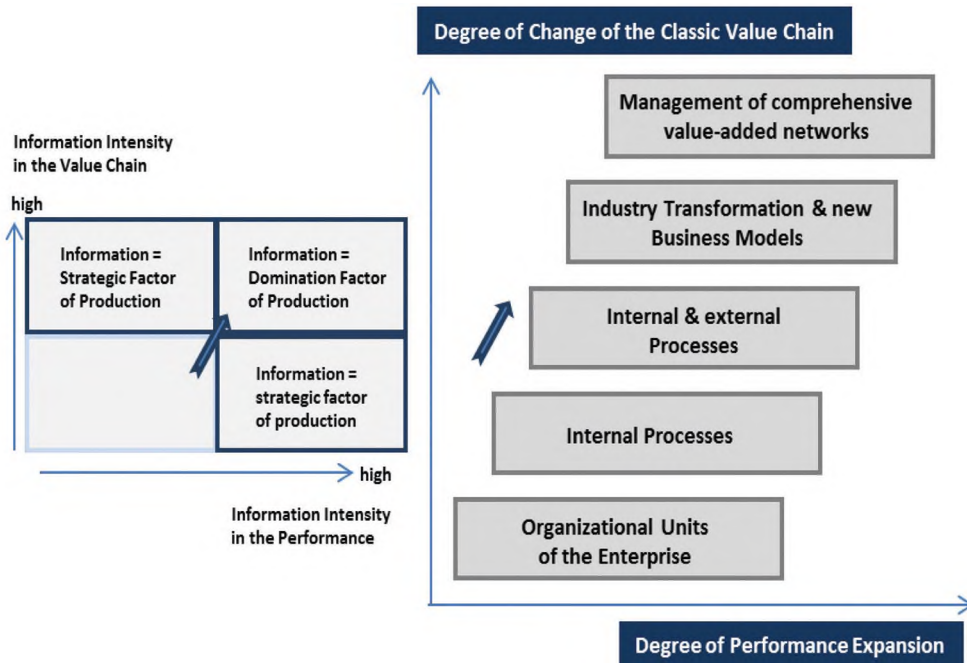 Degree of Change of the Classic Value Chain
Management of comprehensive
value-added networks
Industry Transformation & new
Business Models
Internal & external
Processes
Internal Processes
Organizational Units
of the Enterprise
Degree of Performance Expansion
Information Intensity
in the Value Chain
high
Information =
Strategic Factor
of Production
Information =
Domination Factor
of Production
Information =
strategic factor
of production
high
Information Intensity
in the Performance